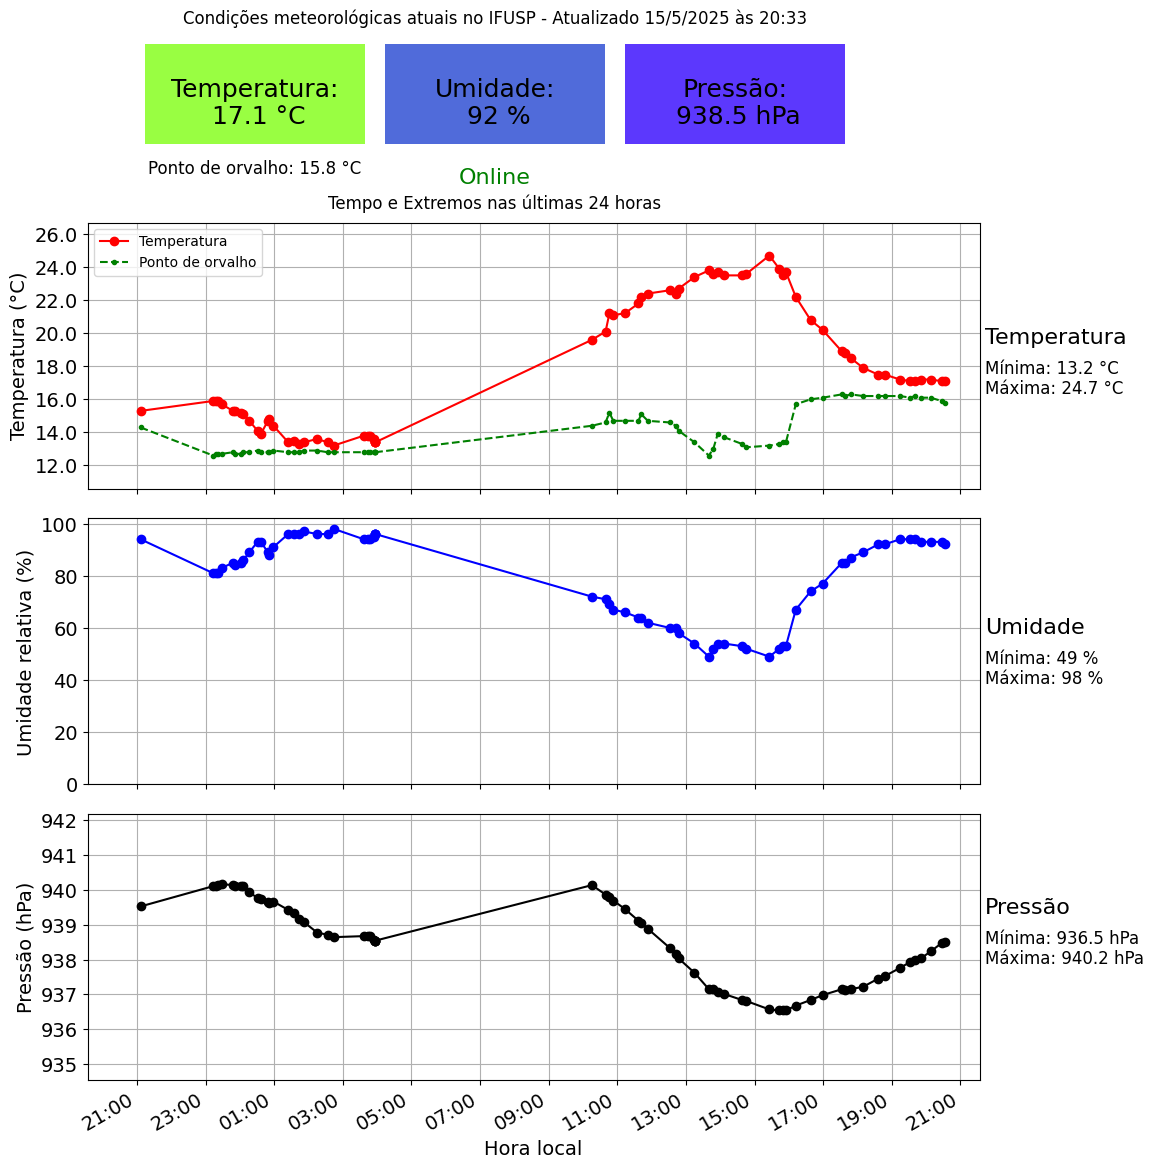 Condições meteorológicas atuais no IFUSP - Atualizado 15/5/2025 às 20:33
Temperatura:
17.1 °C
Umidade:
92 %
Pressão:
938.5 hPa
Ponto de orvalho: 15.8 °C
Online
Tempo e Extremos nas últimas 24 horas
Temperatura (°C)
26.0
24.0
22.0
20.0
18.0
16.0
14.0
12.0
Temperatura
Ponto de orvalho
Temperatura
Mínima: 13.2 °C
Máxima: 24.7 °C
Umidade relativa (%)
100
80
60
40
20
0
Umidade
Mínima: 49 %
Máxima: 98 %
Pressão (hPa)
942
941
940
939
938
937
936
935
Pressão
Mínima: 936.5 hPa
Máxima: 940.2 hPa
21:00 23:00 01:00 03:00 05:00 07:00 09:00 11:00 13:00 15:00 17:00 19:00 21:00
Hora local